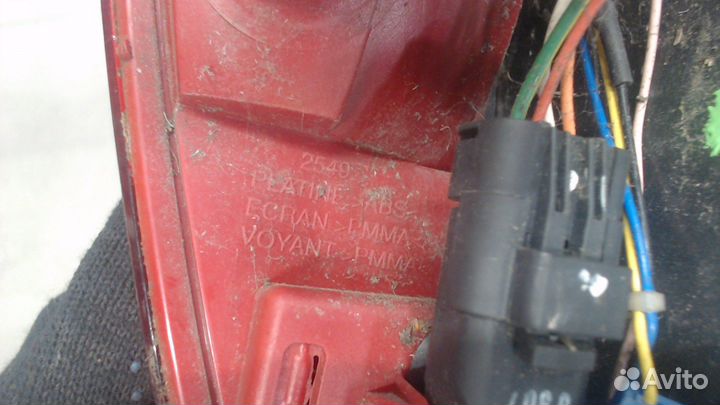 2549
PLATINE ABS
ECRAN PMMA
VOYANT PMMA
Avito